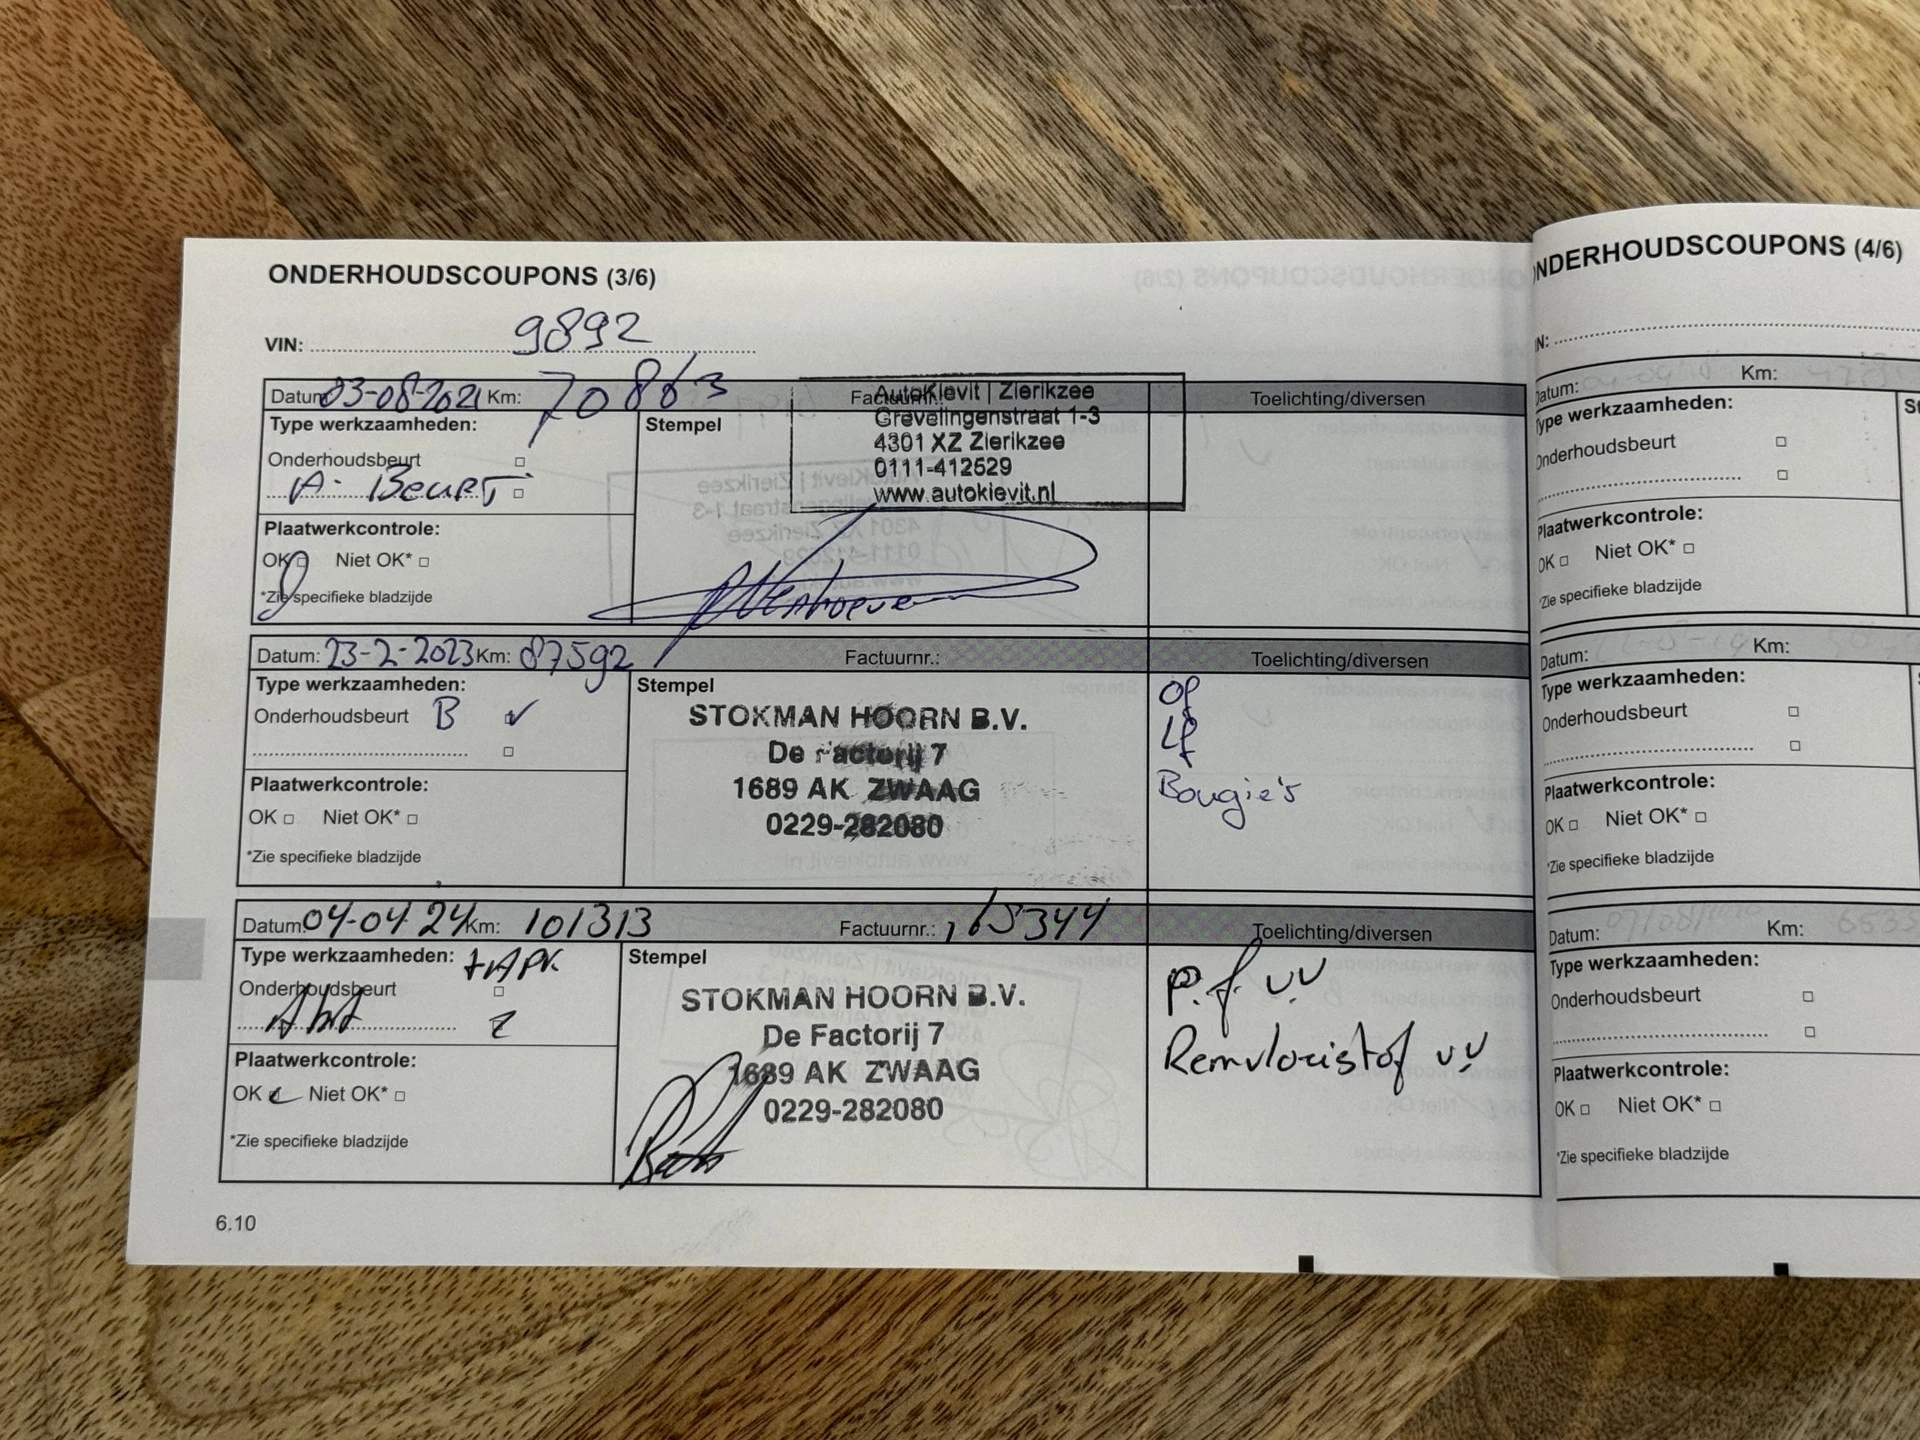 ONDERHOUDSCOUPONS (3/6)
VIN: 9892
Datum: 03-08-2021 Km: 70863 Factuurnr.: Toelichting/diversen
Type werkzaamheden:
Onderhoudsbeurt
A- Beurt
Plaatwerkcontrole:
OK Niet OK*
*Zie specifieke bladzijde
Stempel
AutoKievit | Zierikzee
Grevelingenstraat 1-3
4301 XZ Zierikzee
0111-412529
www.autokievit.nl
Datum: 23-2-2023 Km: 87592 Factuurnr.: Toelichting/diversen
Type werkzaamheden:
Onderhoudsbeurt B
Plaatwerkcontrole:
OK Niet OK*
*Zie specifieke bladzijde
Stempel
STOKMAN HOORN B.V.
De Factorij 7
1689 AK ZWAAG
0229-282080
Of
Lf
Bougie's
Datum: 04-04 24 Km: 101313 Factuurnr.: 165344 Toelichting/diversen
Type werkzaamheden: +APK
Onderhoudsbeurt
Plaatwerkcontrole:
OK Niet OK*
*Zie specifieke bladzijde
Stempel
STOKMAN HOORN B.V.
De Factorij 7
1689 AK ZWAAG
0229-282080
P.f. v.v
Remvloeistof v.v
6.10
ONDERHOUDSCOUPONS (4/6)
Datum: Km:
Type werkzaamheden:
Onderhoudsbeurt
Plaatwerkcontrole:
OK Niet OK*
*Zie specifieke bladzijde
Datum: Km:
Type werkzaamheden:
Onderhoudsbeurt
Plaatwerkcontrole:
OK Niet OK*
*Zie specifieke bladzijde
Datum: Km:
Type werkzaamheden:
Onderhoudsbeurt
Plaatwerkcontrole:
OK Niet OK*
*Zie specifieke bladzijde